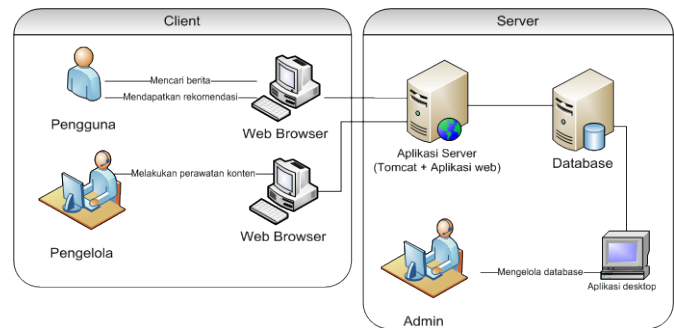 Client
Server
Mencari berita
Mendapatkan rekomendasi
Pengguna
Web Browser
Melakukan perawatan konten
Pengelola
Web Browser
Aplikasi Server
(Tomcat + Aplikasi web)
Database
Mengelola database
Aplikasi desktop
Admin